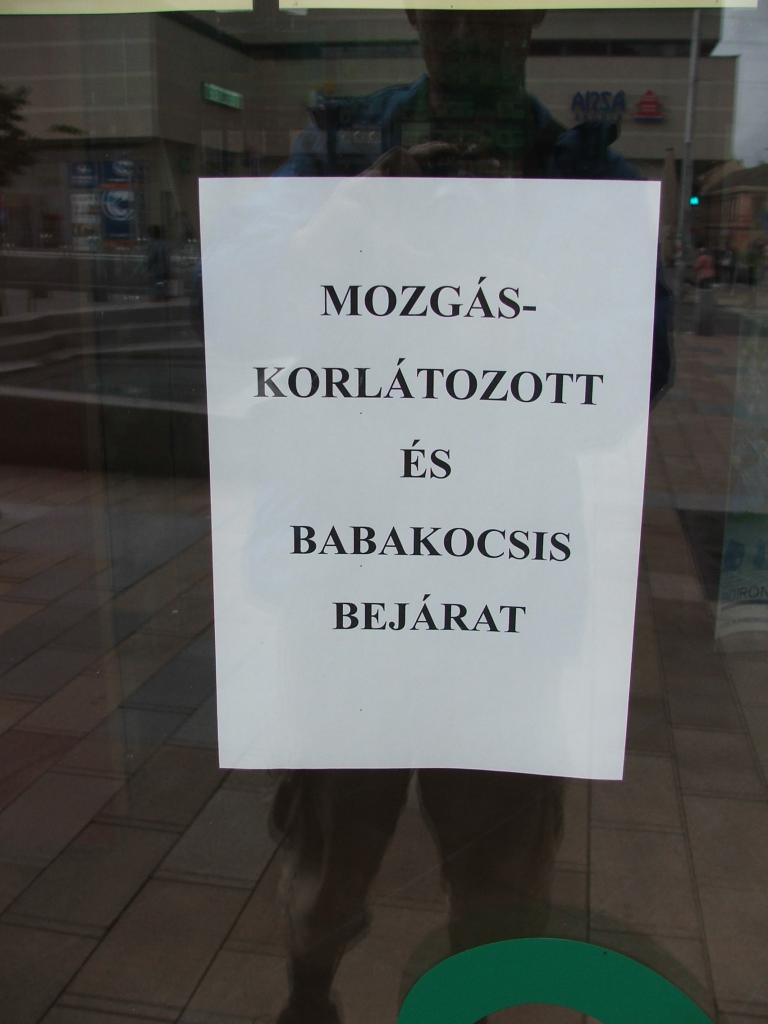 MOZGÁS-
KORLÁTOZOTT
ÉS
BABAKOCSIS
BEJÁRAT